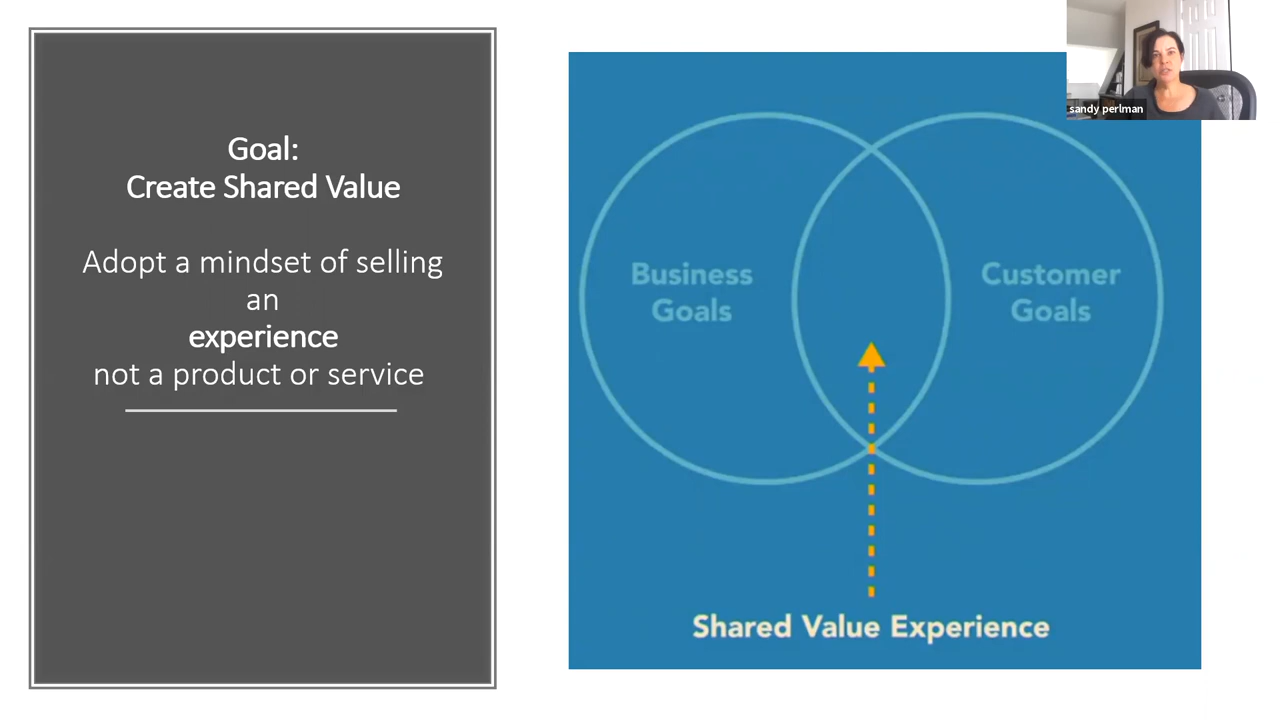 Goal:
Create Shared Value
Adopt a mindset of selling
an
experience
not a product or service
Business
Goals
Customer
Goals
Shared Value Experience
sandy perlman